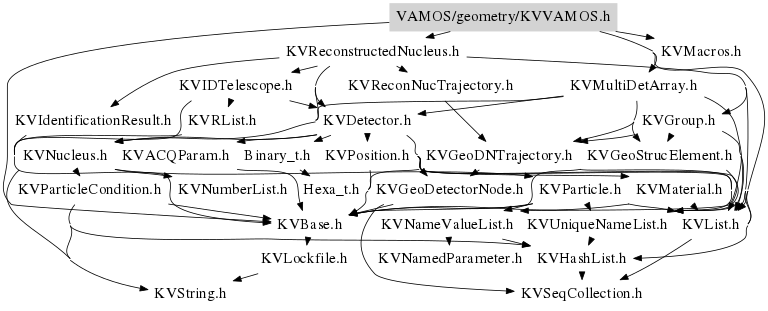 VAMOS/geometry/KVVAMOS.h
KVReconstructedNucleus.h
KVMacros.h
KVIDTelescope.h
KVReconNucTrajectory.h
KVMultiDetArray.h
KVIdentificationResult.h
KVRList.h
KVDetector.h
KVGroup.h
KVNucleus.h
KVACQParam.h
Binary_t.h
KVPosition.h
KVGeoDNTrajectory.h
KVGeoStrucElement.h
KVParticleCondition.h
KVNumberList.h
Hexa_t.h
KVGeoDetectorNode.h
KVParticle.h
KVMaterial.h
KVBase.h
KVNameValueList.h
KVUniqueNameList.h
KVList.h
KVLockfile.h
KVNamedParameter.h
KVHashList.h
KVString.h
KVSeqCollection.h